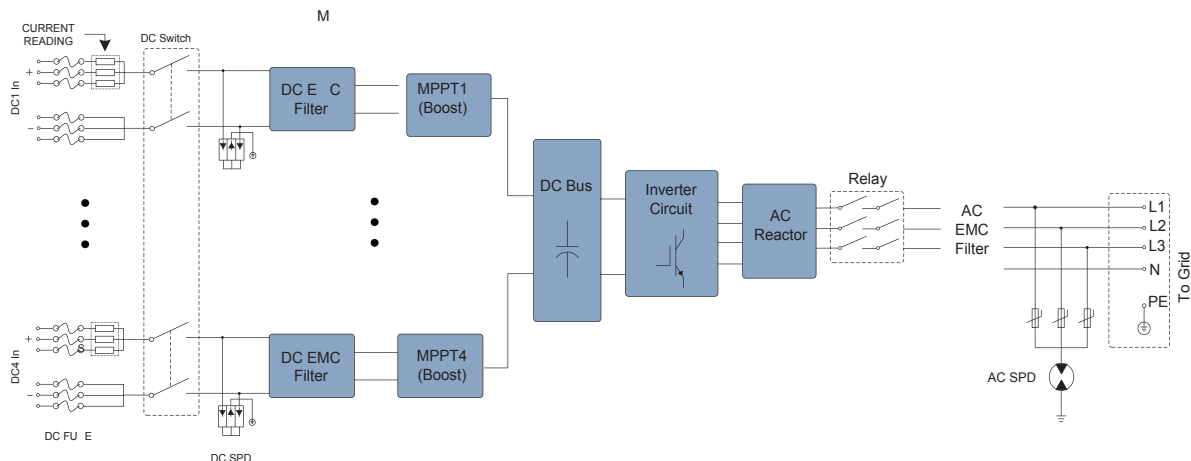 M
CURRENT
READING
DC Switch
DC1 In
+
−
DC E C
Filter
MPPT1
(Boost)
DC Bus
Inverter
Circuit
AC
Reactor
Relay
AC
EMC
Filter
L1
L2
L3
N
PE
To Grid
DC4 In
+
S
−
DC EMC
Filter
MPPT4
(Boost)
AC SPD
DC FU E
DC SPD